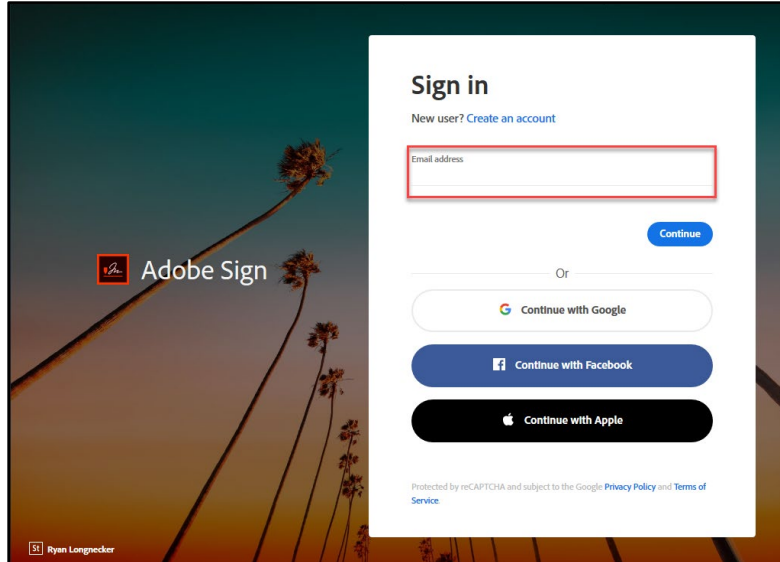 Sign in
New user? Create an account
Email address
Continue
Adobe Sign
Or
Continue with Google
Continue with Facebook
Continue with Apple
Protected by reCAPTCHA and subject to the Google Privacy Policy and Terms of
Service.
St Ryan Longnecker